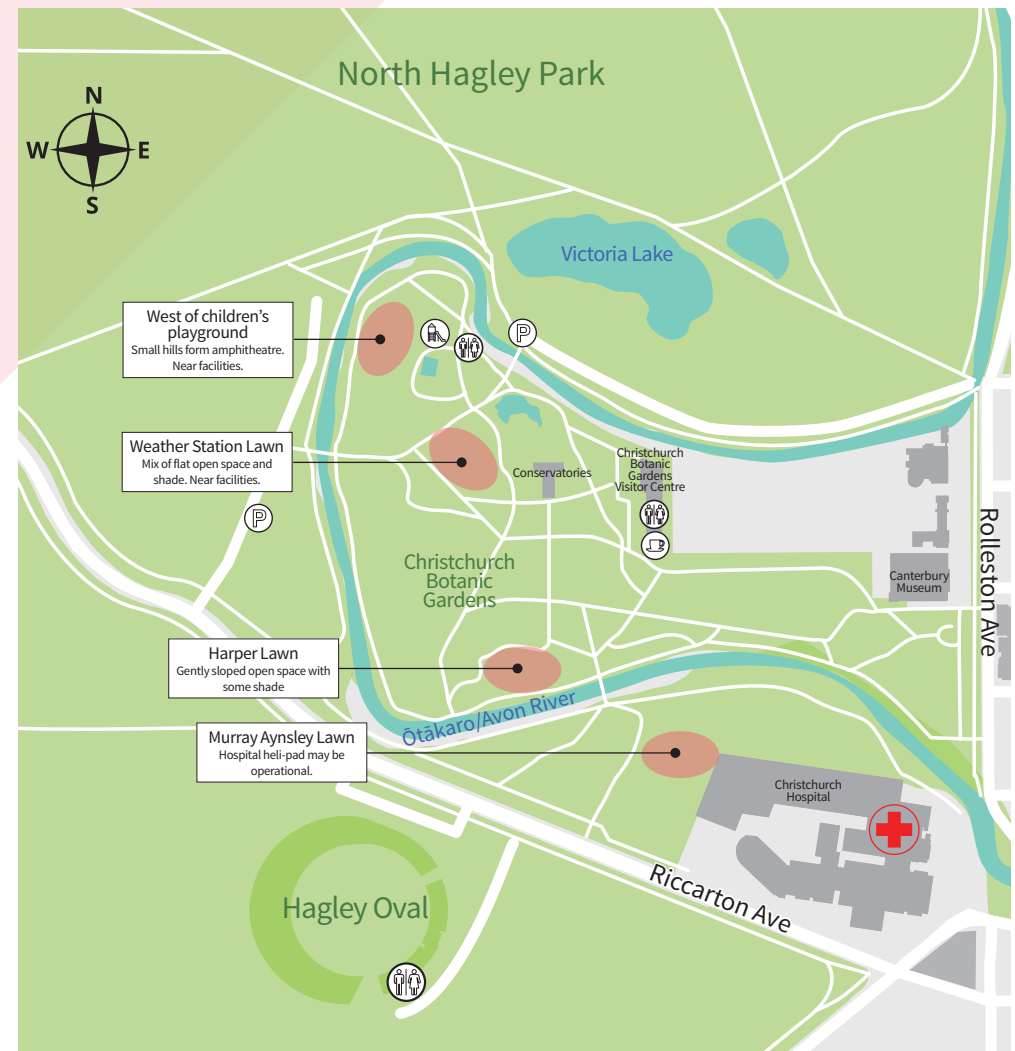 North Hagley Park
N
W
E
S
Victoria Lake
West of children’s
playground
Small hills form amphitheatre.
Near facilities.
P
Weather Station Lawn
Mix of flat open space and
shade. Near facilities.
Conservatories
Christchurch
Botanic
Gardens
Visitor Centre
P
Christchurch
Botanic
Gardens
Canterbury
Museum
Rolleston Ave
Harper Lawn
Gently sloped open space with
some shade
Ōtākaro/Avon River
Murray Aynsley Lawn
Hospital heli-pad may be
operational.
Christchurch
Hospital
Riccarton Ave
Hagley Oval